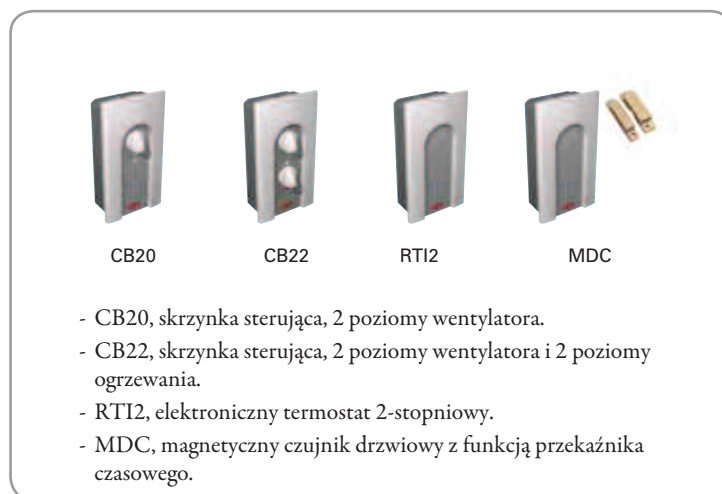 CB20 CB22 RTI2 MDC
- CB20, skrzynka sterująca, 2 poziomy wentylatora.
- CB22, skrzynka sterująca, 2 poziomy wentylatora i 2 poziomy
ogrzewania.
- RTI2, elektroniczny termostat 2-stopniowy.
- MDC, magnetyczny czujnik drzwiowy z funkcją przekaźnika
czasowego.